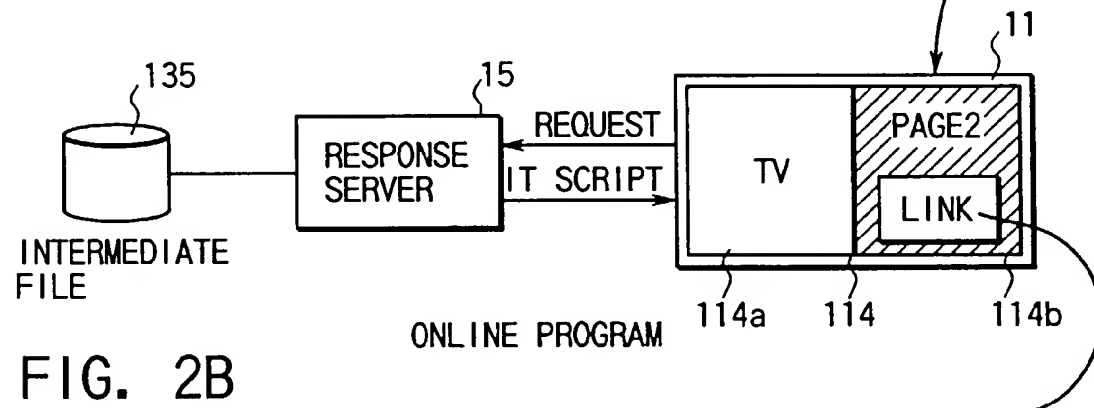 11
135
15
REQUEST
PAGE2
RESPONSE
SERVER
TV
IT SCRIPT
LINK
INTERMEDIATE
FILE
114a
114
114b
ONLINE PROGRAM
FIG. 2B